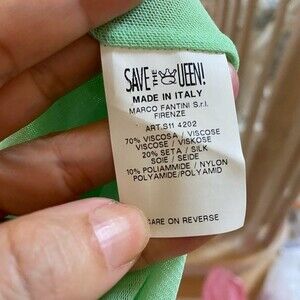 SAVE THE QUEEN!
MADE IN ITALY
MARCO FANTINI S.r.l.
FIRENZE
ART.S11 4202
70% VISCOSA / VISCOSE
VISCOSE / VISKOSE
20% SETA / SILK
SOIE / SEIDE
10% POLIAMMIDE / NYLON
POLYAMIDE/POLYAMID
CARE ON REVERSE